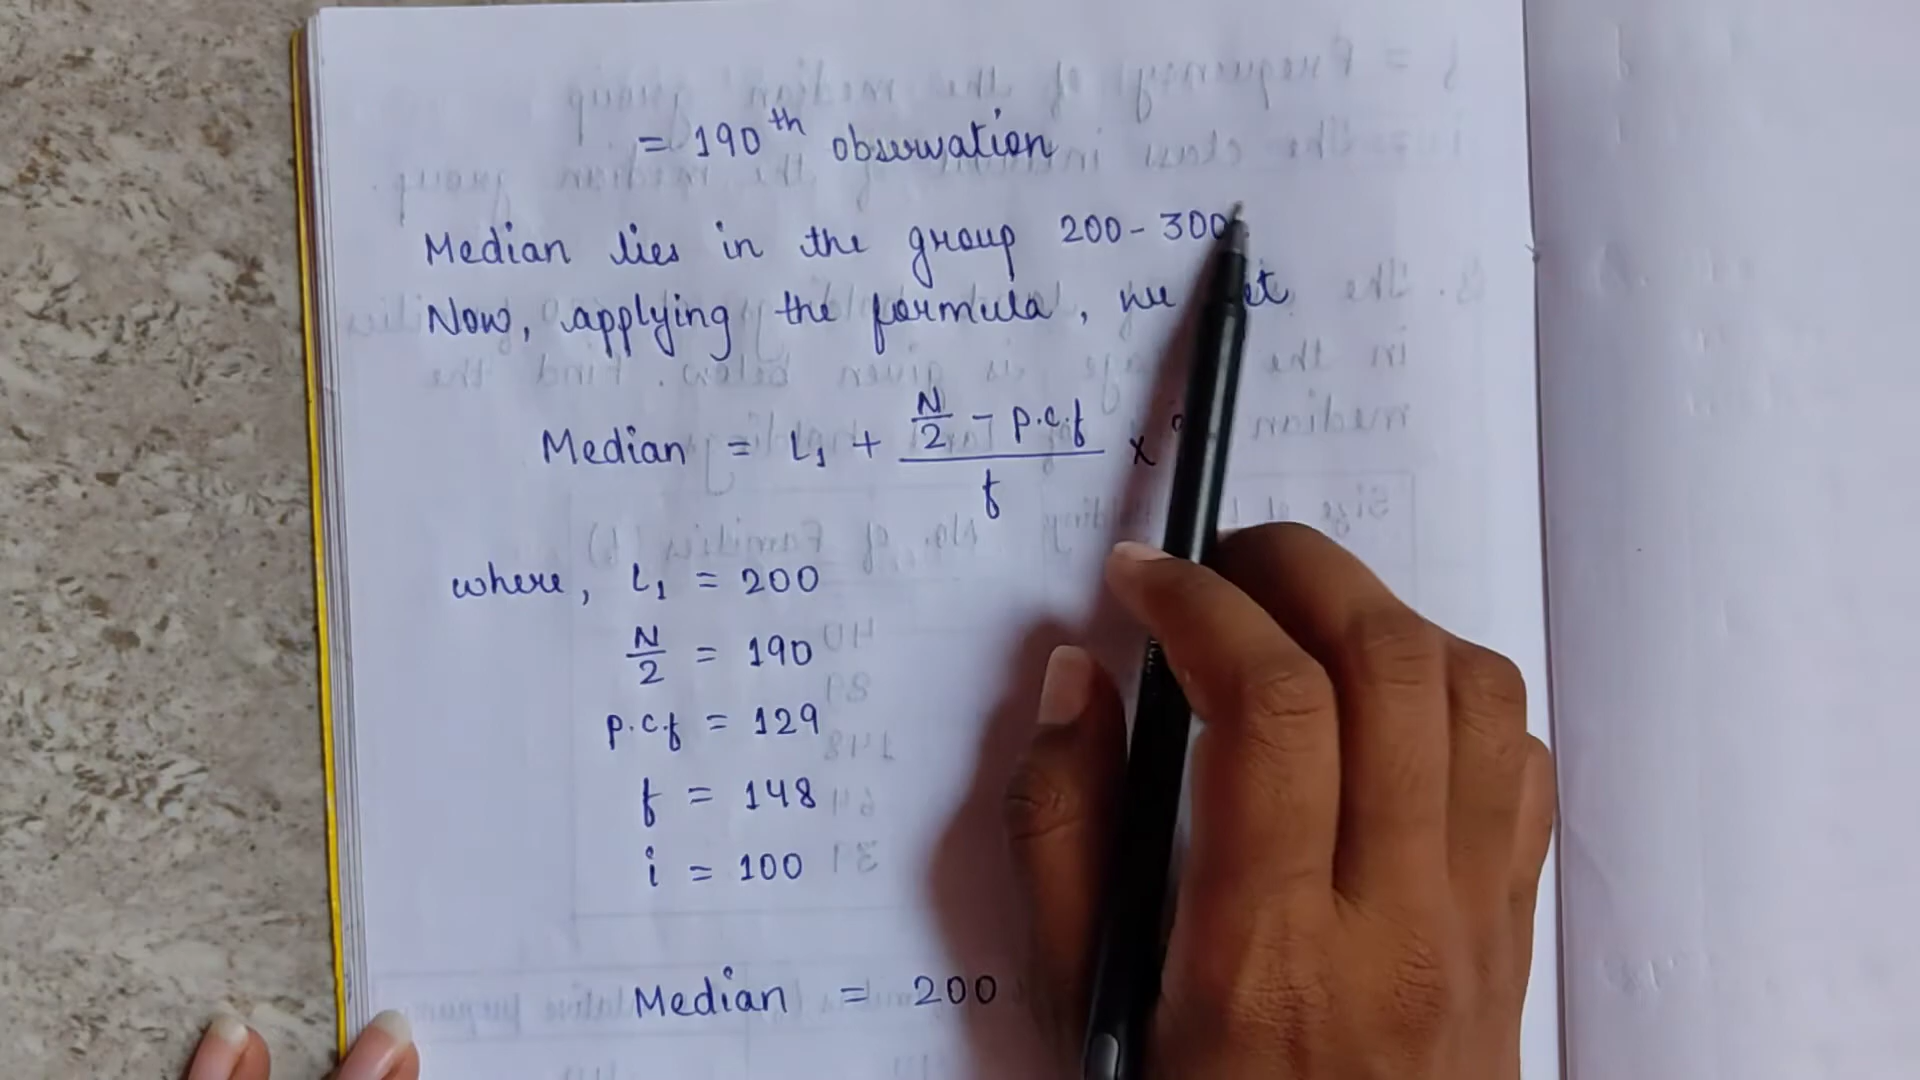 = 190th observation
Median lies in the group 200 - 300
Now, applying the formula, we
Median = L₁ + (N/2 - p.c.f)/f ×
where, L₁ = 200
N/2 = 190
p.c.f = 129
f = 148
i = 100
Median = 200